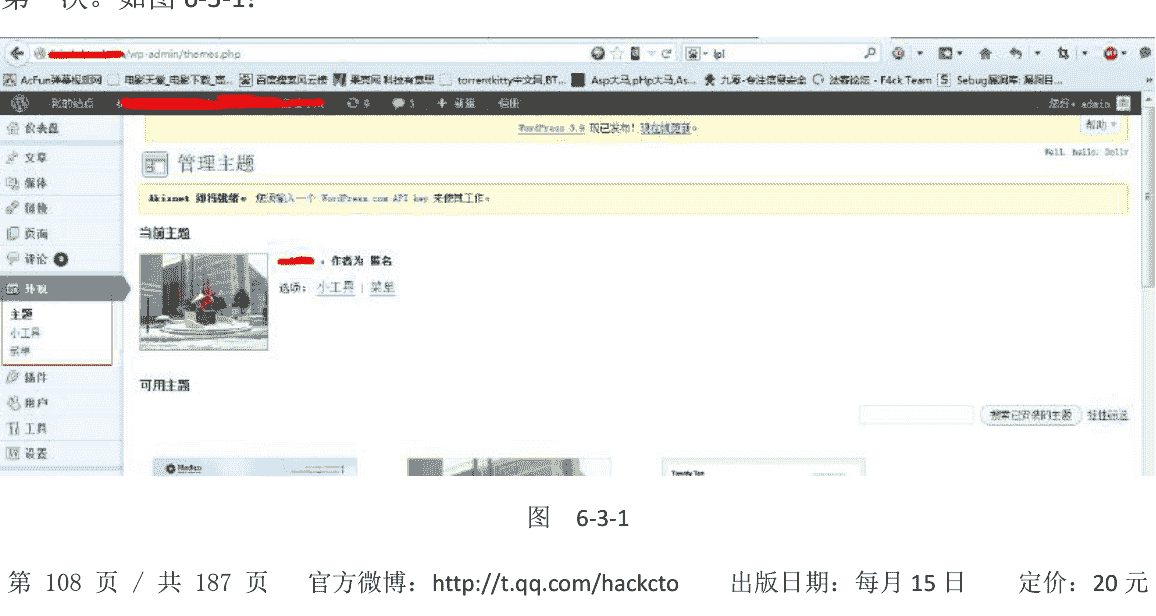 第一次。如图 6-3-1:
/wp-admin/themes.php
AcFun弹幕视频网 电影天堂_电影下载_高... 百度搜索风云榜 果壳网 科技有意思 torrentkitty中文网,BT... Asp大马,pHp大马,As... 九零-专注信息安全 法客论坛 - F4ck Team Sebug漏洞库: 漏洞目...
我的站点 9 3 新建 您好, admin
帮助
WordPress 3.9 现已发布！现在就更新。
Well, hello, Dolly
管理主题
Akismet 即将就绪。 您须输入一个 WordPress.com API key 来使其工作。
仪表盘
文章
媒体
链接
页面
评论
外观
主题
小工具
菜单
插件
用户
工具
设置
当前主题
，作者为 匿名
选项： 小工具 | 菜单
可用主题
搜索已安装的主题 特性筛选
图 6-3-1
第 108 页 / 共 187 页 官方微博：http://t.qq.com/hackcto 出版日期：每月 15 日 定价：20 元